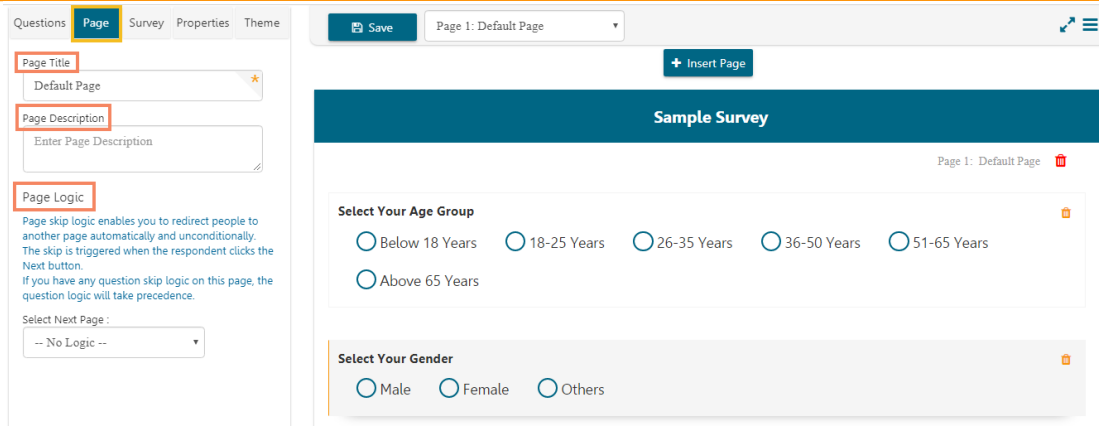 Questions Page Survey Properties Theme
Page Title
Default Page *
Page Description
Enter Page Description
Page Logic
Page skip logic enables you to redirect people to
another page automatically and unconditionally.
The skip is triggered when the respondent clicks the
Next button.
If you have any question skip logic on this page, the
question logic will take precedence.
Select Next Page :
-- No Logic --
Save Page 1: Default Page
+ Insert Page
Sample Survey
Page 1: Default Page
Select Your Age Group
Below 18 Years 18-25 Years 26-35 Years 36-50 Years 51-65 Years
Above 65 Years
Select Your Gender
Male Female Others